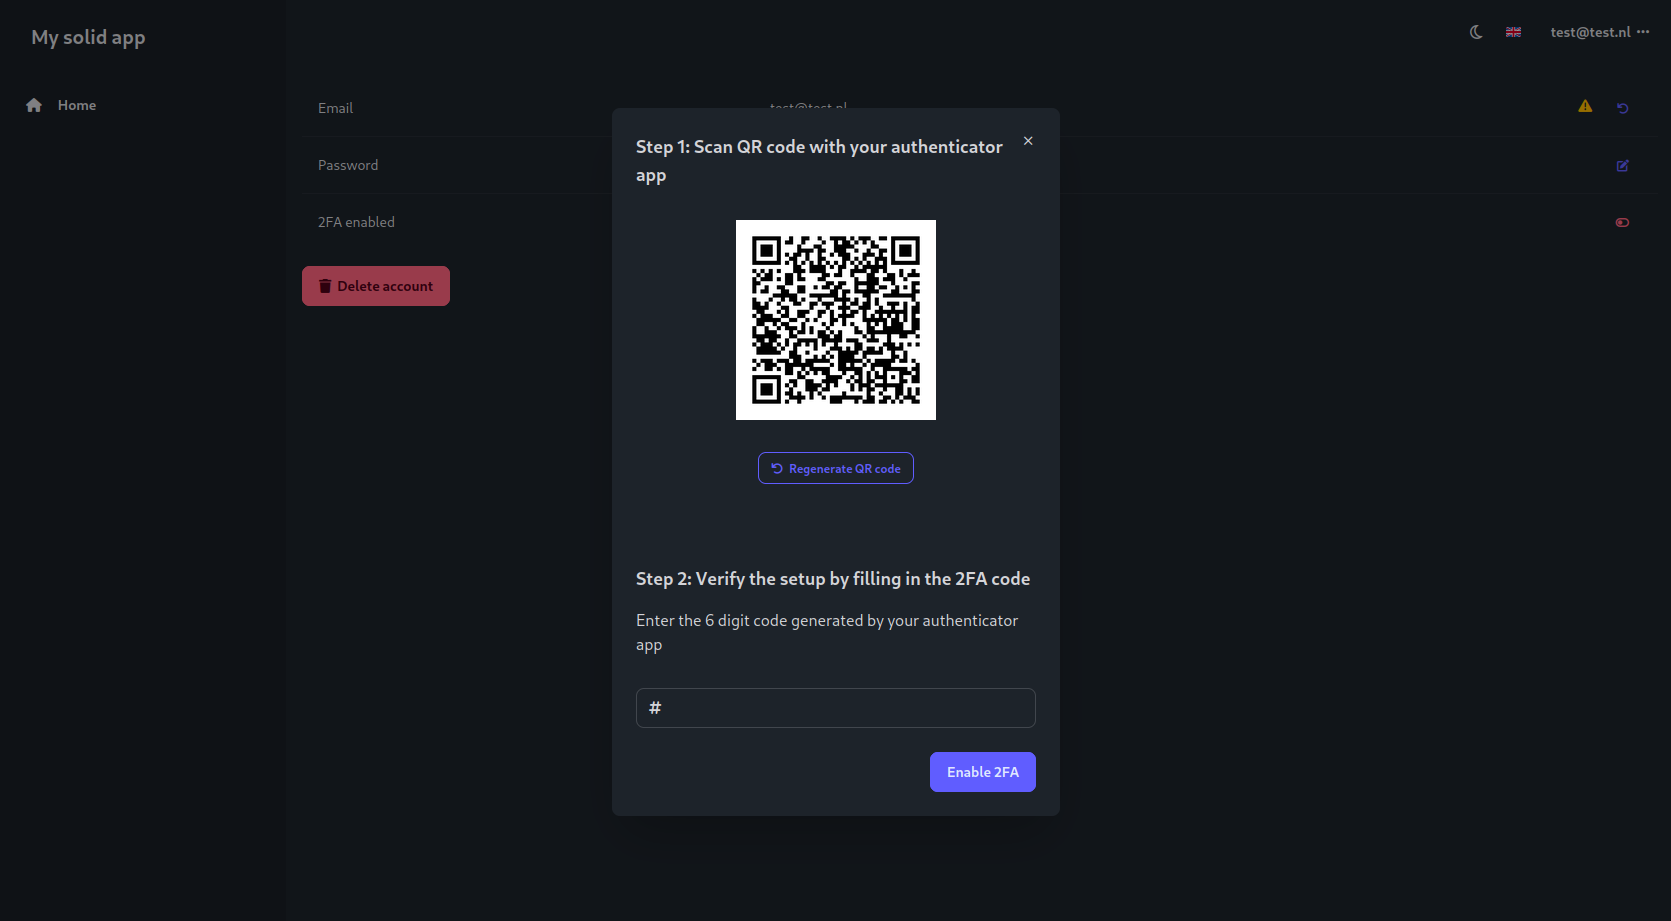 My solid app
test@test.nl
Home
Email
test@test.nl
Password
2FA enabled
Delete account
Step 1: Scan QR code with your authenticator
app
Regenerate QR code
Step 2: Verify the setup by filling in the 2FA code
Enter the 6 digit code generated by your authenticator
app
#
Enable 2FA